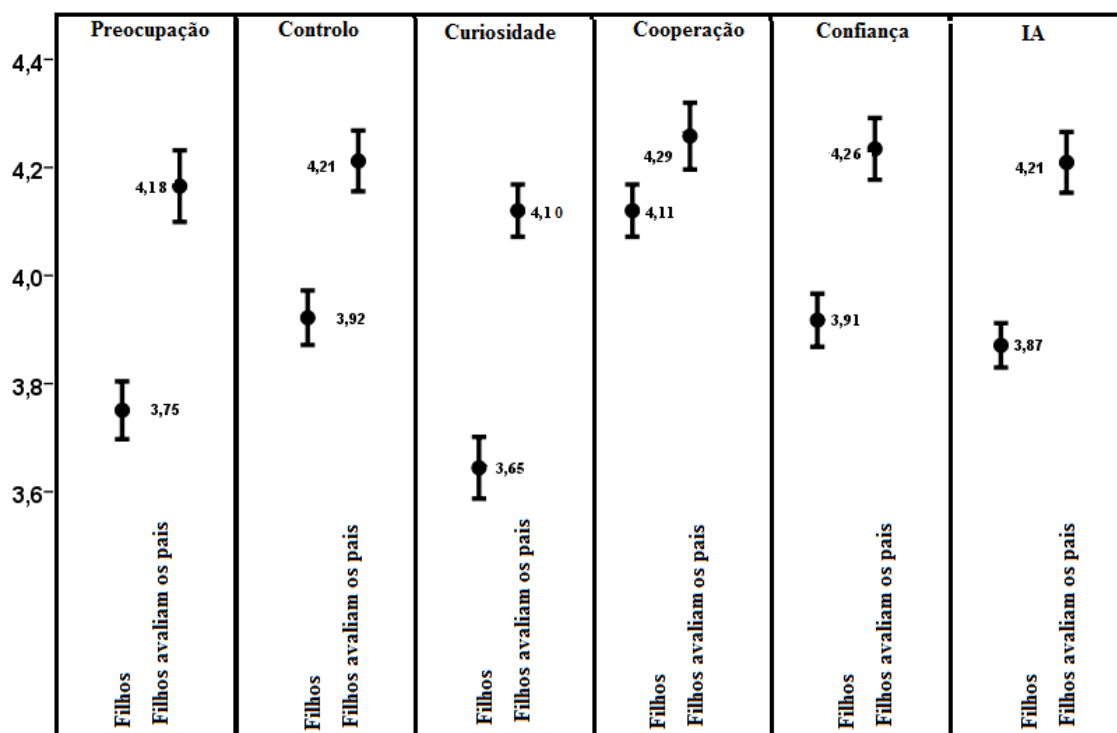 Preocupação
Controlo
Curiosidade
Cooperação
Confiança
IA
4,4
4,2
4,0
3,8
3,6
4,18
3,75
4,21
3,92
4,10
3,65
4,29
4,11
4,26
3,91
4,21
3,87
Filhos
Filhos avaliam os pais
Filhos
Filhos avaliam os pais
Filhos
Filhos avaliam os pais
Filhos
Filhos avaliam os pais
Filhos
Filhos avaliam os pais
Filhos
Filhos avaliam os pais